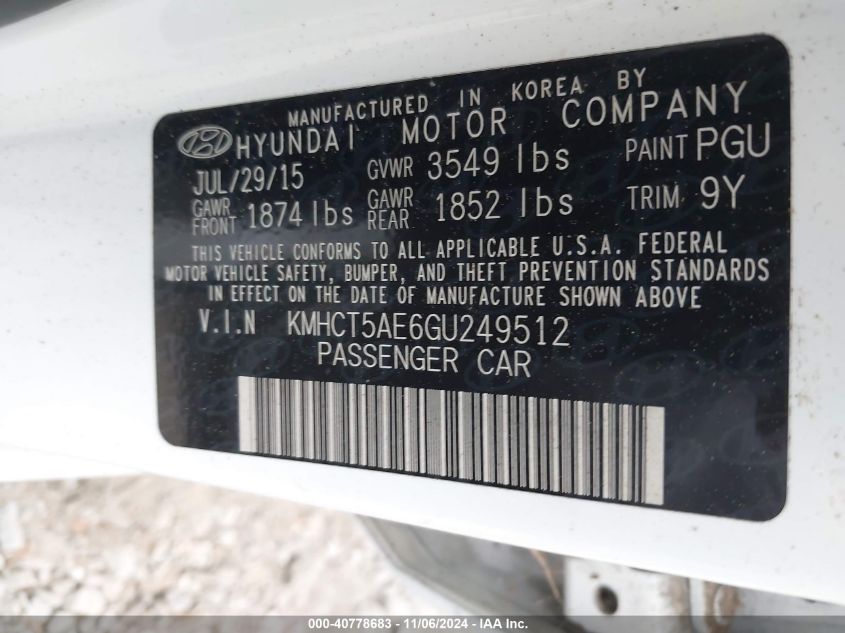 MANUFACTURED IN KOREA BY
HYUNDAI MOTOR COMPANY
JUL/29/15 GVWR 3549 lbs PAINT PGU
GAWR FRONT 1874 lbs GAWR REAR 1852 lbs TRIM 9Y
THIS VEHICLE CONFORMS TO ALL APPLICABLE U.S.A. FEDERAL
MOTOR VEHICLE SAFETY, BUMPER, AND THEFT PREVENTION STANDARDS
IN EFFECT ON THE DATE OF MANUFACTURE SHOWN ABOVE
V.I.N KMHCT5AE6GU249512
PASSENGER CAR
000-40778683 - 11/06/2024 - IAAI Inc.